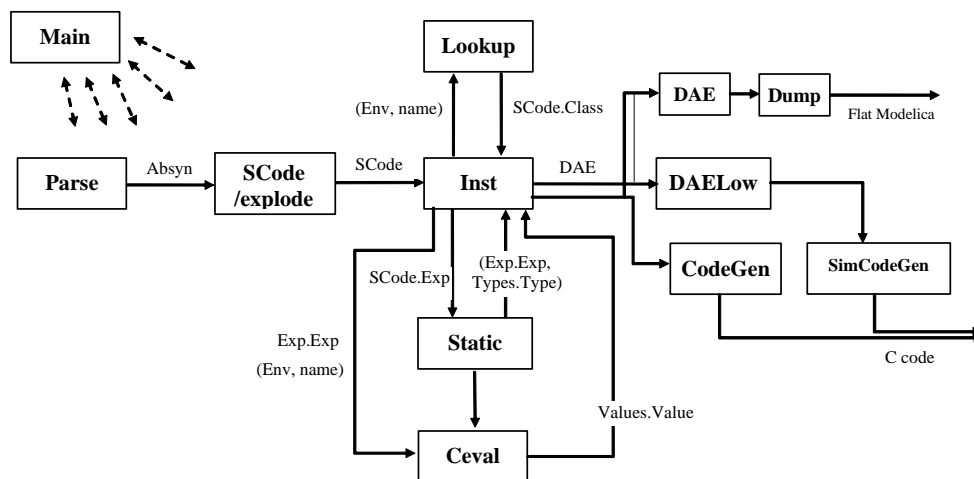 Main
Lookup
(Env, name)
SCode.Class
DAE
Dump
Flat Modelica
Parse
Absyn
SCode
/explode
SCode
Inst
DAE
DAELow
CodeGen
SimCodeGen
SCode.Exp
(Exp.Exp,
Types.Type)
Static
Exp.Exp
(Env, name)
C code
Values.Value
Ceval